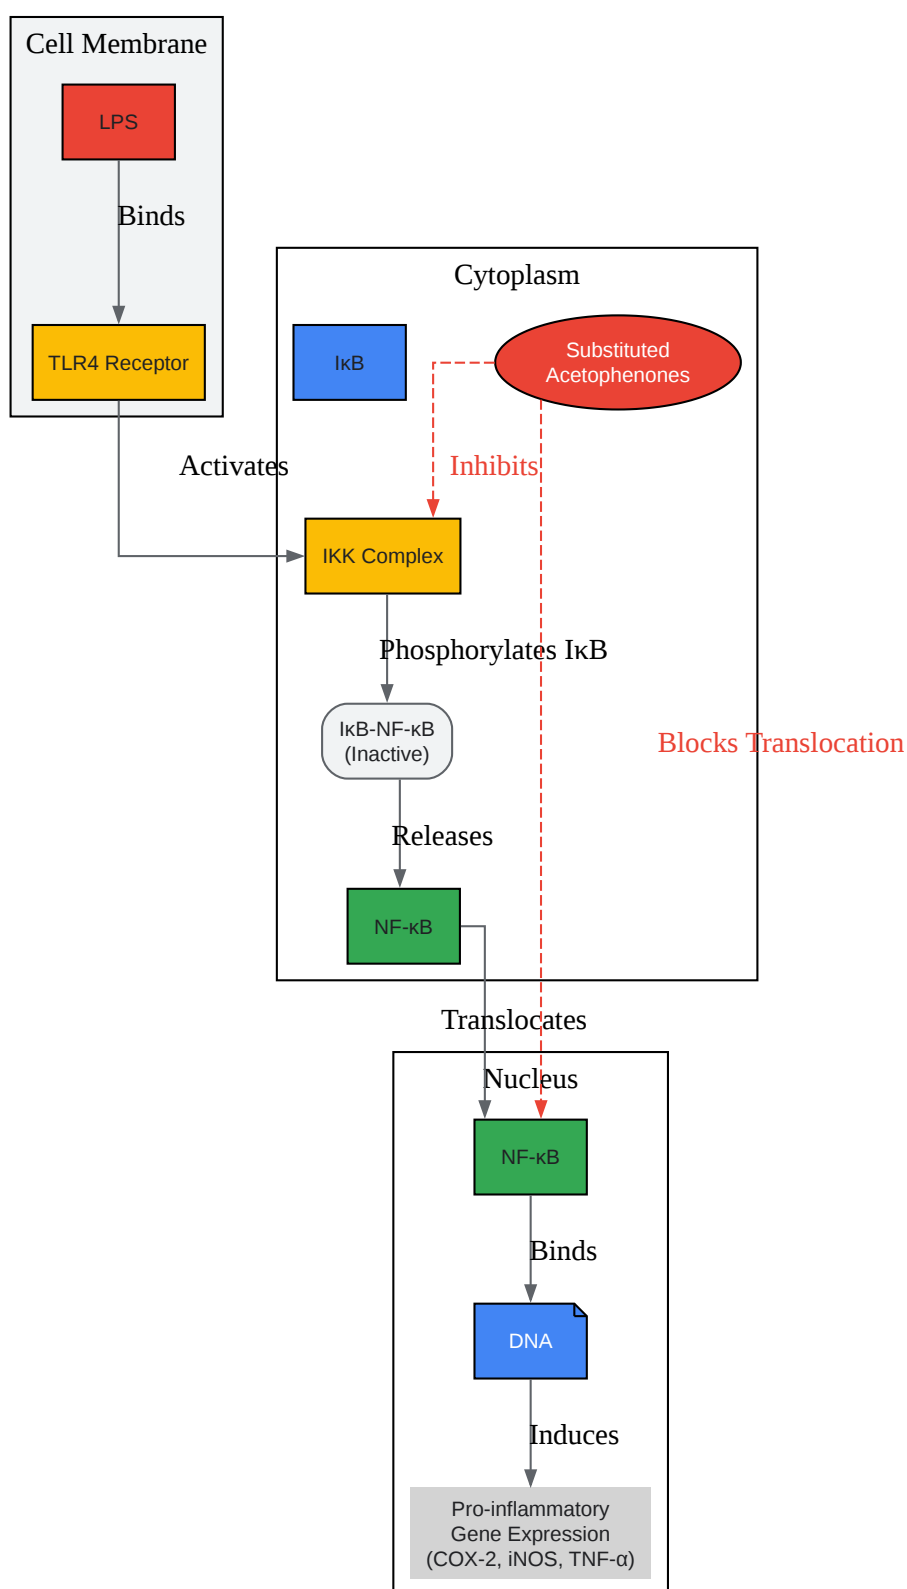 Cell Membrane
LPS
Binds
TLR4 Receptor
Cytoplasm
IκB
Substituted
Acetophenones
Activates
Inhibits
IKK Complex
Phosphorylates IκB
IκB-NF-κB
(Inactive)
Blocks Translocation
Releases
NF-κB
Translocates
Nucleus
NF-κB
Binds
DNA
Induces
Pro-inflammatory
Gene Expression
(COX-2, iNOS, TNF-α)